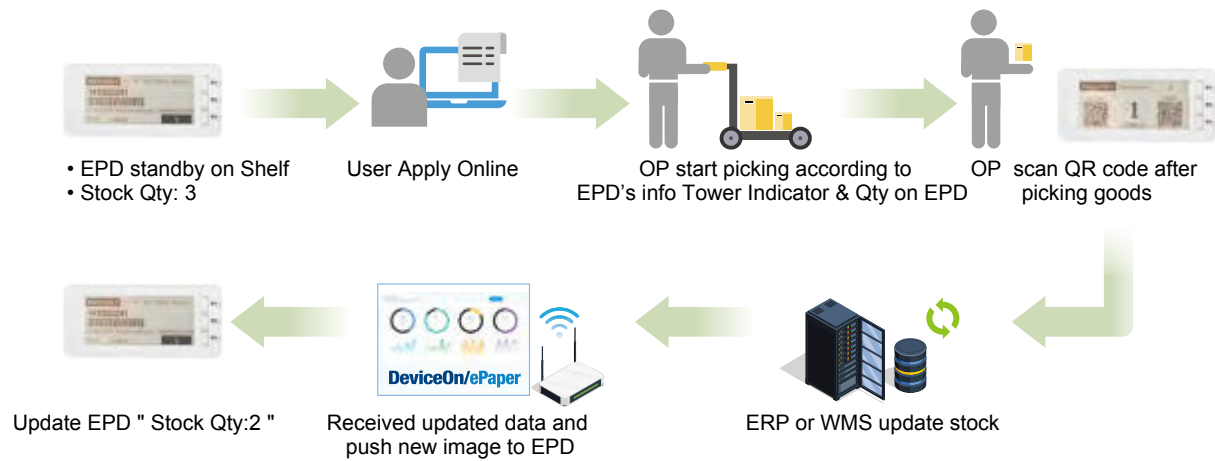 • EPD standby on Shelf
• Stock Qty: 3
User Apply Online
OP start picking according to
EPD's info Tower Indicator & Qty on EPD
1
OP scan QR code after
picking goods
Update EPD " Stock Qty:2 "
DeviceOn/ePaper
Received updated data and
push new image to EPD
ERP or WMS update stock